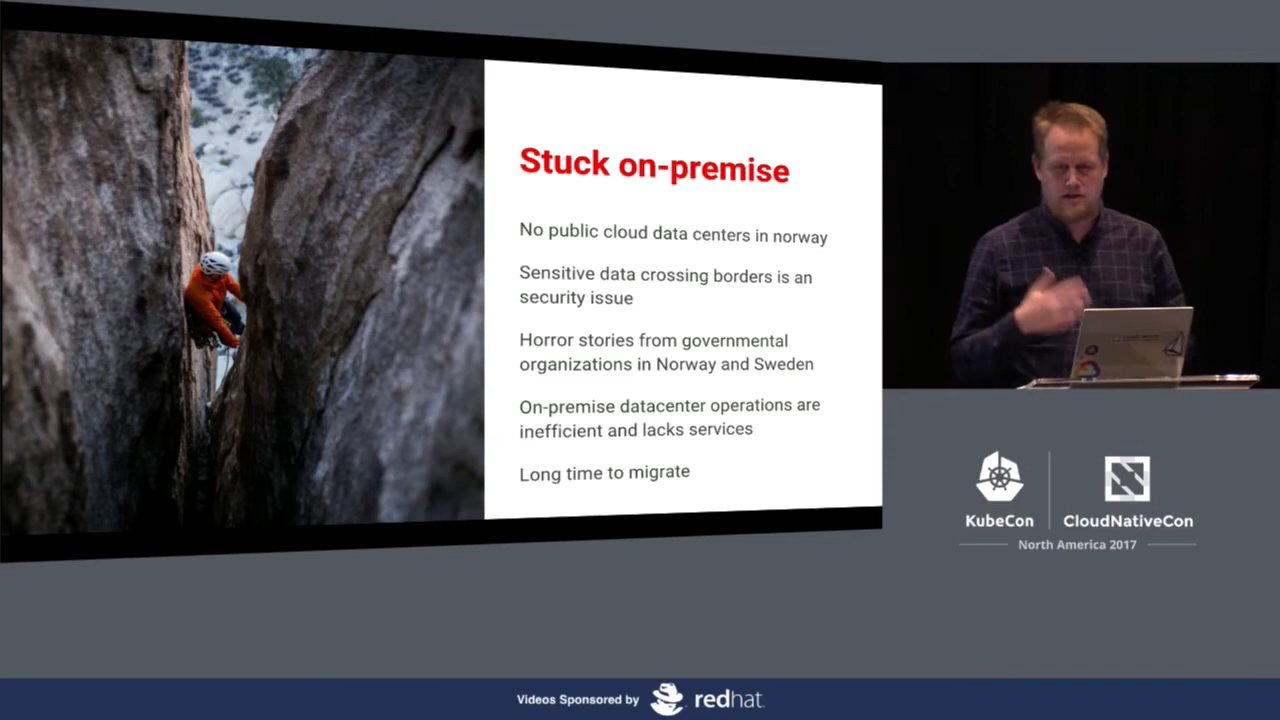 Stuck on-premise
No public cloud data centers in norway
Sensitive data crossing borders is an
security issue
Horror stories from governmental
organizations in Norway and Sweden
On-premise datacenter operations are
inefficient and lacks services
Long time to migrate
KubeCon
CloudNativeCon
North America 2017
Videos Sponsored by
redhat